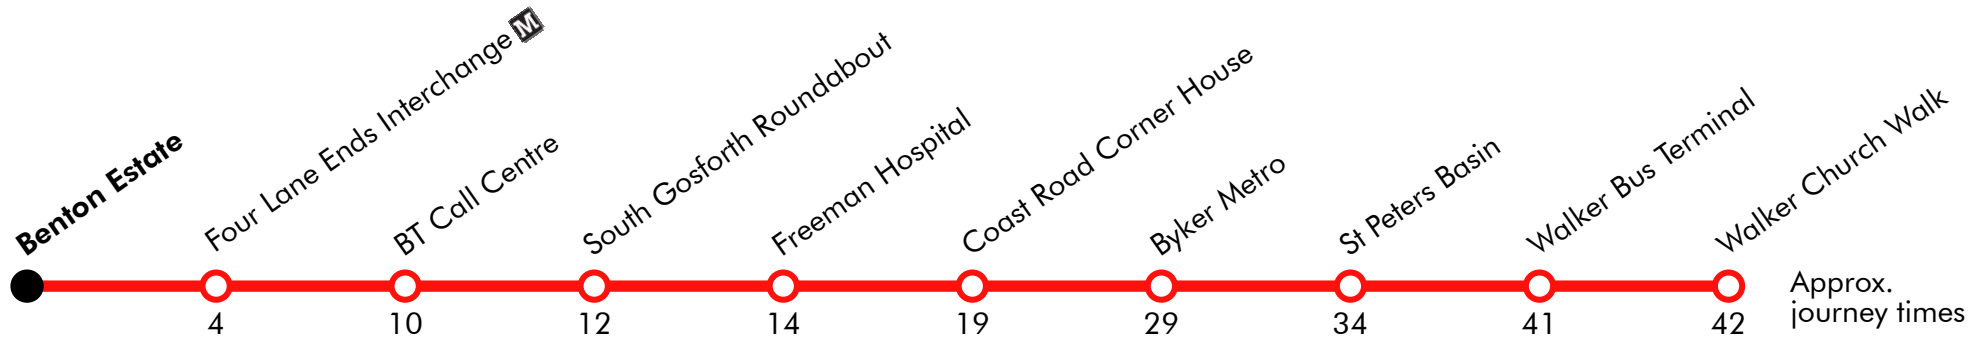 Benton Estate
Four Lane Ends Interchange M
BT Call Centre
South Gosforth Roundabout
Freeman Hospital
Coast Road Corner House
Byker Metro
St Peters Basin
Walker Bus Terminal
Walker Church Walk
4 10 12 14 19 29 34 41 42
Approx.
journey times